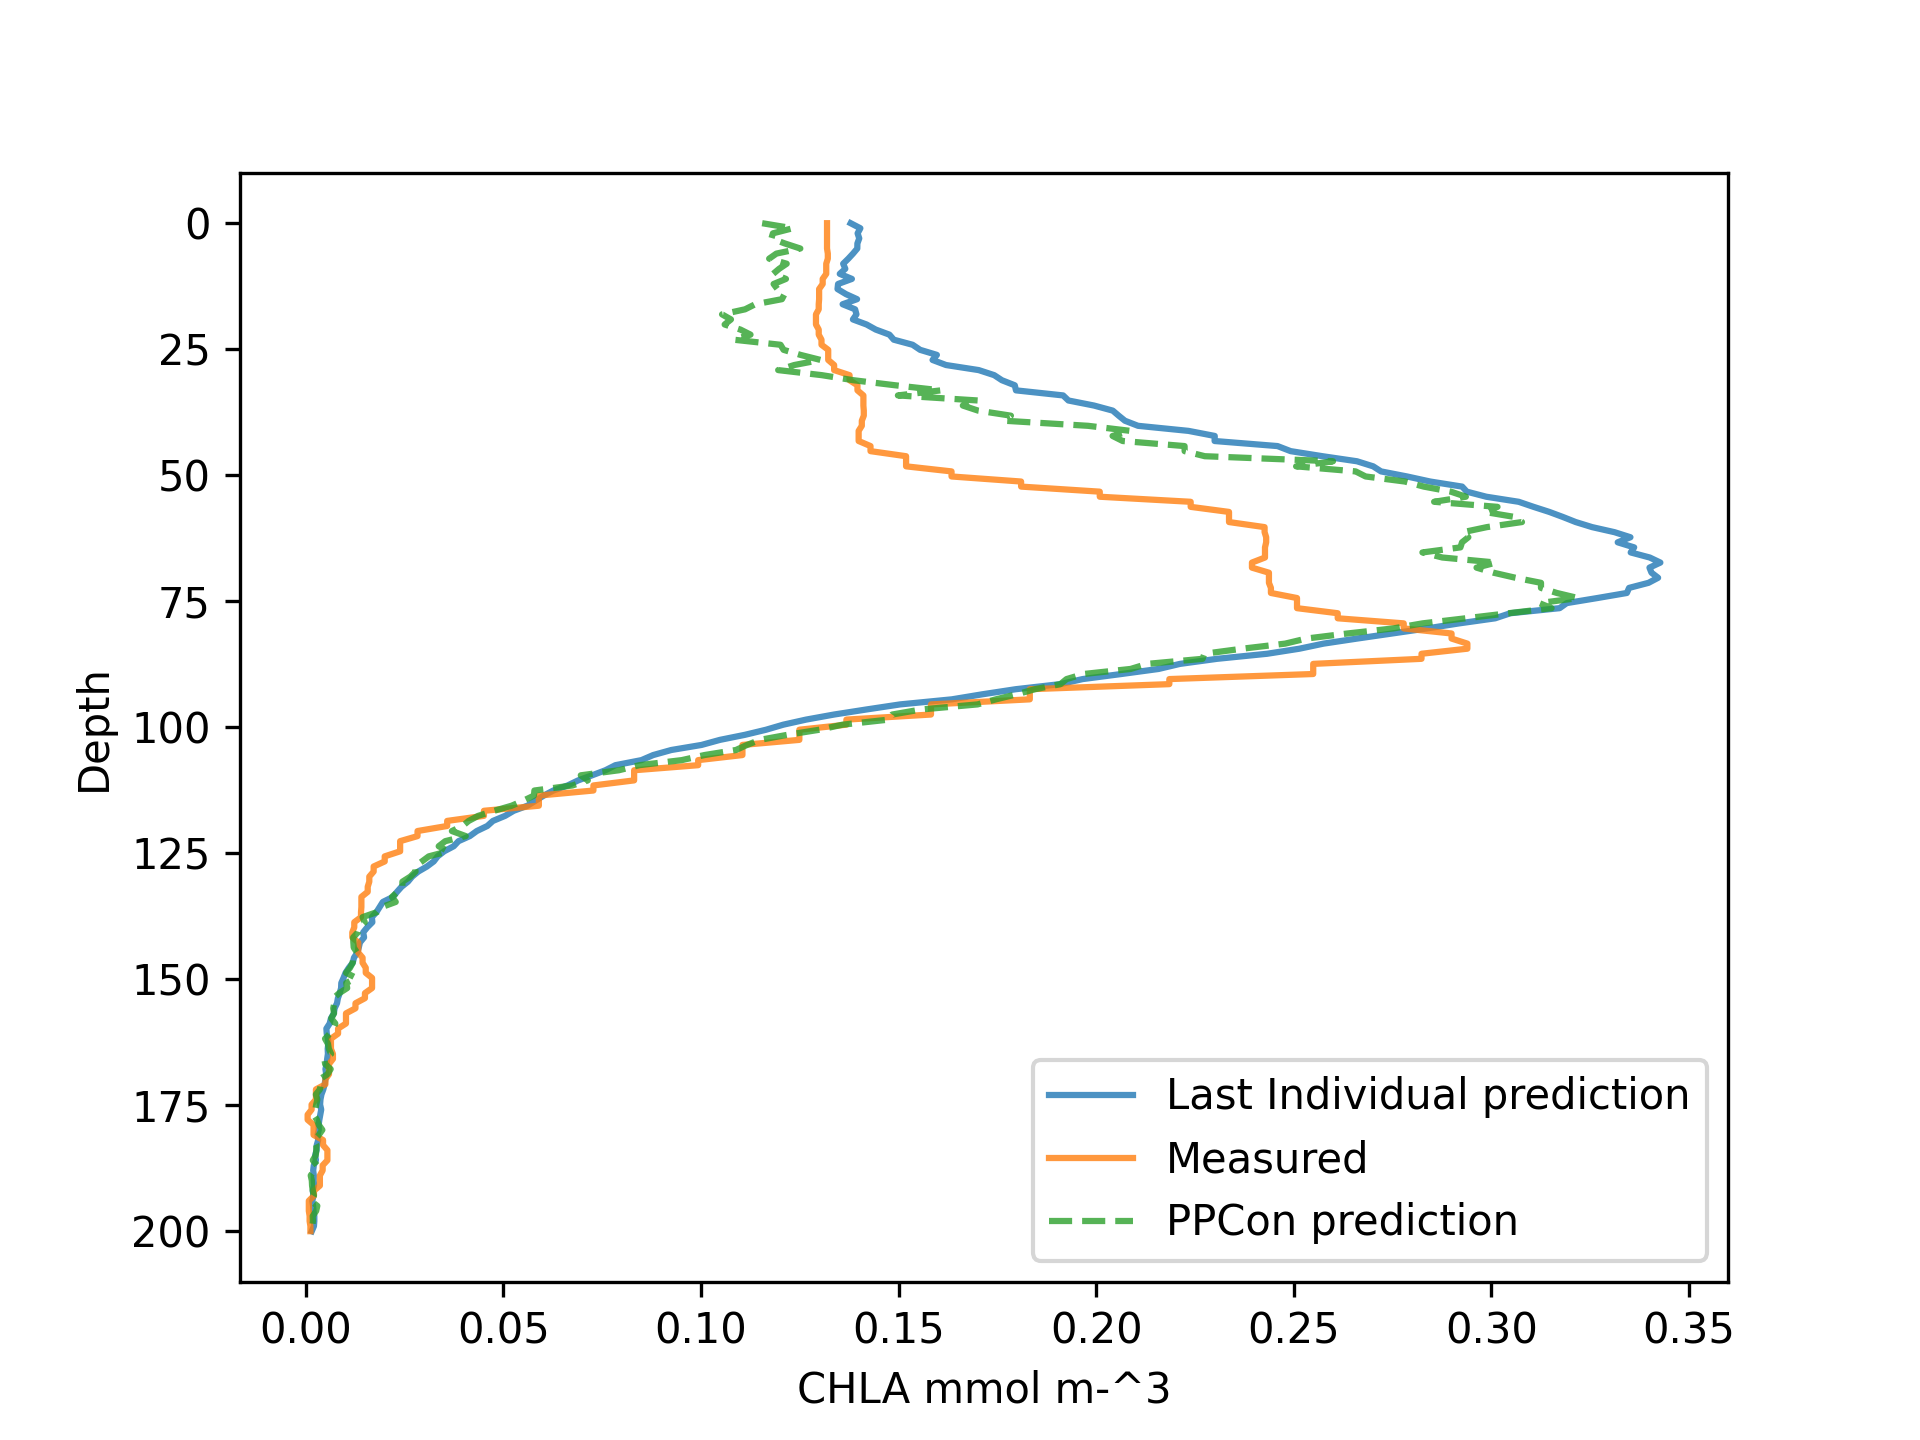 0
25
50
75
100
125
150
175
200
Depth
0.00 0.05 0.10 0.15 0.20 0.25 0.30 0.35
CHLA mmol m-^3
Last Individual prediction
Measured
PPCon prediction